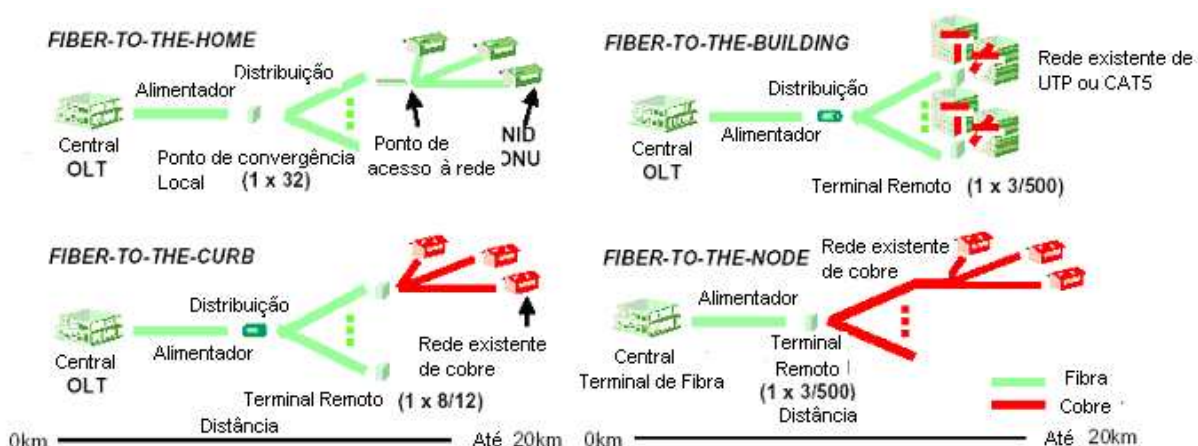 FIBER-TO-THE-HOME
Distribuição
Alimentador
Central
OLT
Ponto de convergência
Local
(1 x 32)
Ponto de
acesso à rede
NID
ONU
FIBER-TO-THE-BUILDING
Rede existente de
UTP ou CAT5
Distribuição
Alimentador
Central
OLT
Terminal Remoto (1 x 3/500)
FIBER-TO-THE-CURB
Distribuição
Alimentador
Central
OLT
Rede existente
de cobre
Terminal Remoto (1 x 8/12)
Distância
0km
Até 20km
FIBER-TO-THE-NODE
Rede existente
de cobre
Alimentador
Central
Terminal de Fibra
Terminal
Remoto
(1 x 3/500)
Distância
Fibra
Cobre
0km
Até 20km